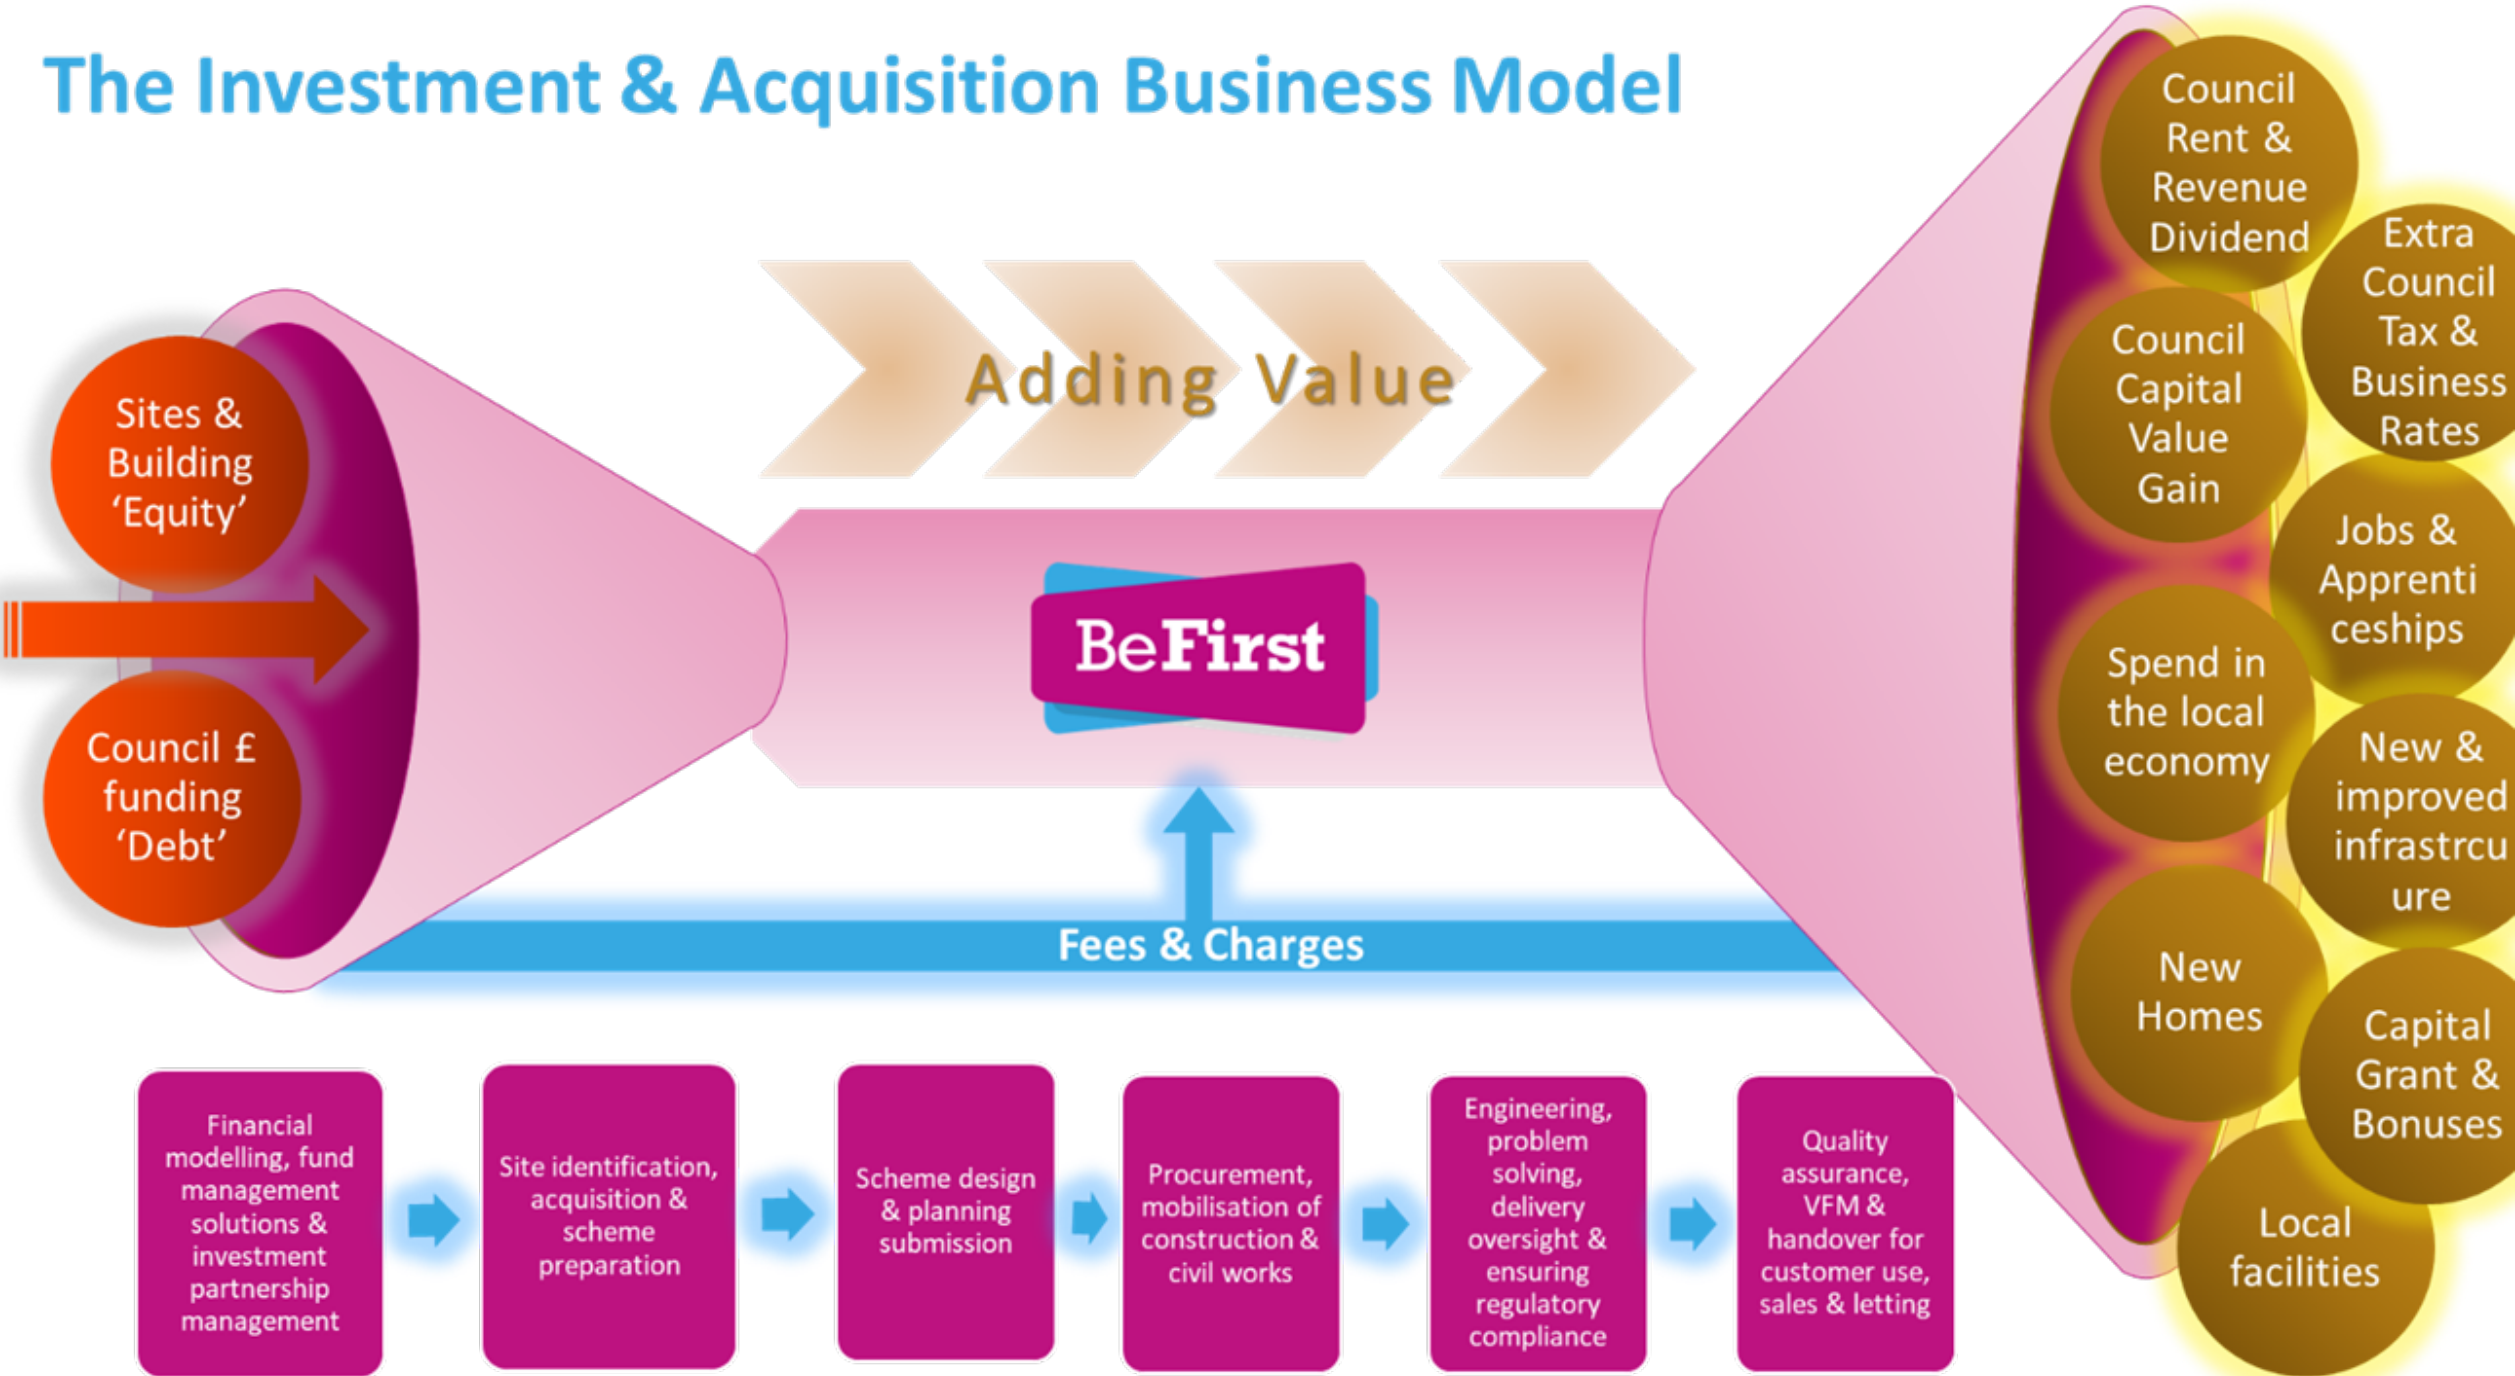 The Investment & Acquisition Business Model
Sites &
Building
‘Equity’
Council £
funding
‘Debt’
Adding Value
BeFirst
Fees & Charges
Council
Rent &
Revenue
Dividend
Extra
Council
Tax &
Business
Rates
Council
Capital
Value
Gain
Jobs &
Apprenti
ceships
Spend in
the local
economy
New &
improved
infrastrcu
ure
New
Homes
Capital
Grant &
Bonuses
Local
facilities
Financial
modelling, fund
management
solutions &
investment
partnership
management
Site identification,
acquisition &
scheme
preparation
Scheme design
& planning
submission
Procurement,
mobilisation of
construction &
civil works
Engineering,
problem
solving,
delivery
oversight &
ensuring
regulatory
compliance
Quality
assurance,
VFM &
handover for
customer use,
sales & letting